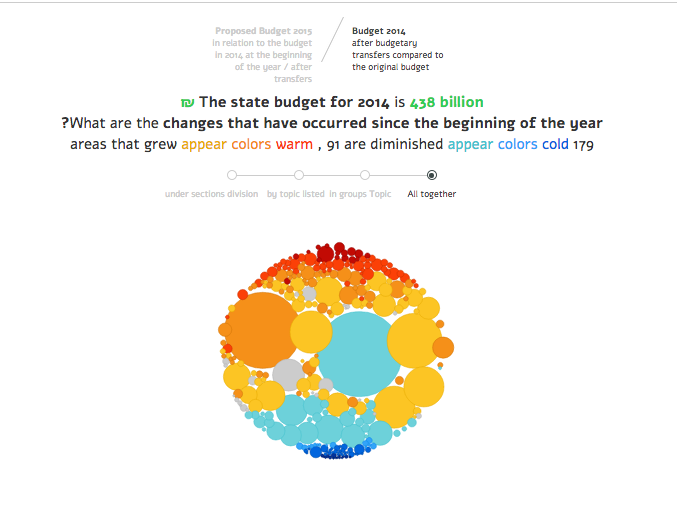 Proposed Budget 2015
in relation to the budget
in 2014 at the beginning
of the year / after
transfers
Budget 2014
after budgetary
transfers compared to
the original budget
₪ The state budget for 2014 is 438 billion
?What are the changes that have occurred since the beginning of the year
areas that grew appear colors warm , 91 are diminished appear colors cold 179
under sections division
by topic listed
in groups Topic
All together